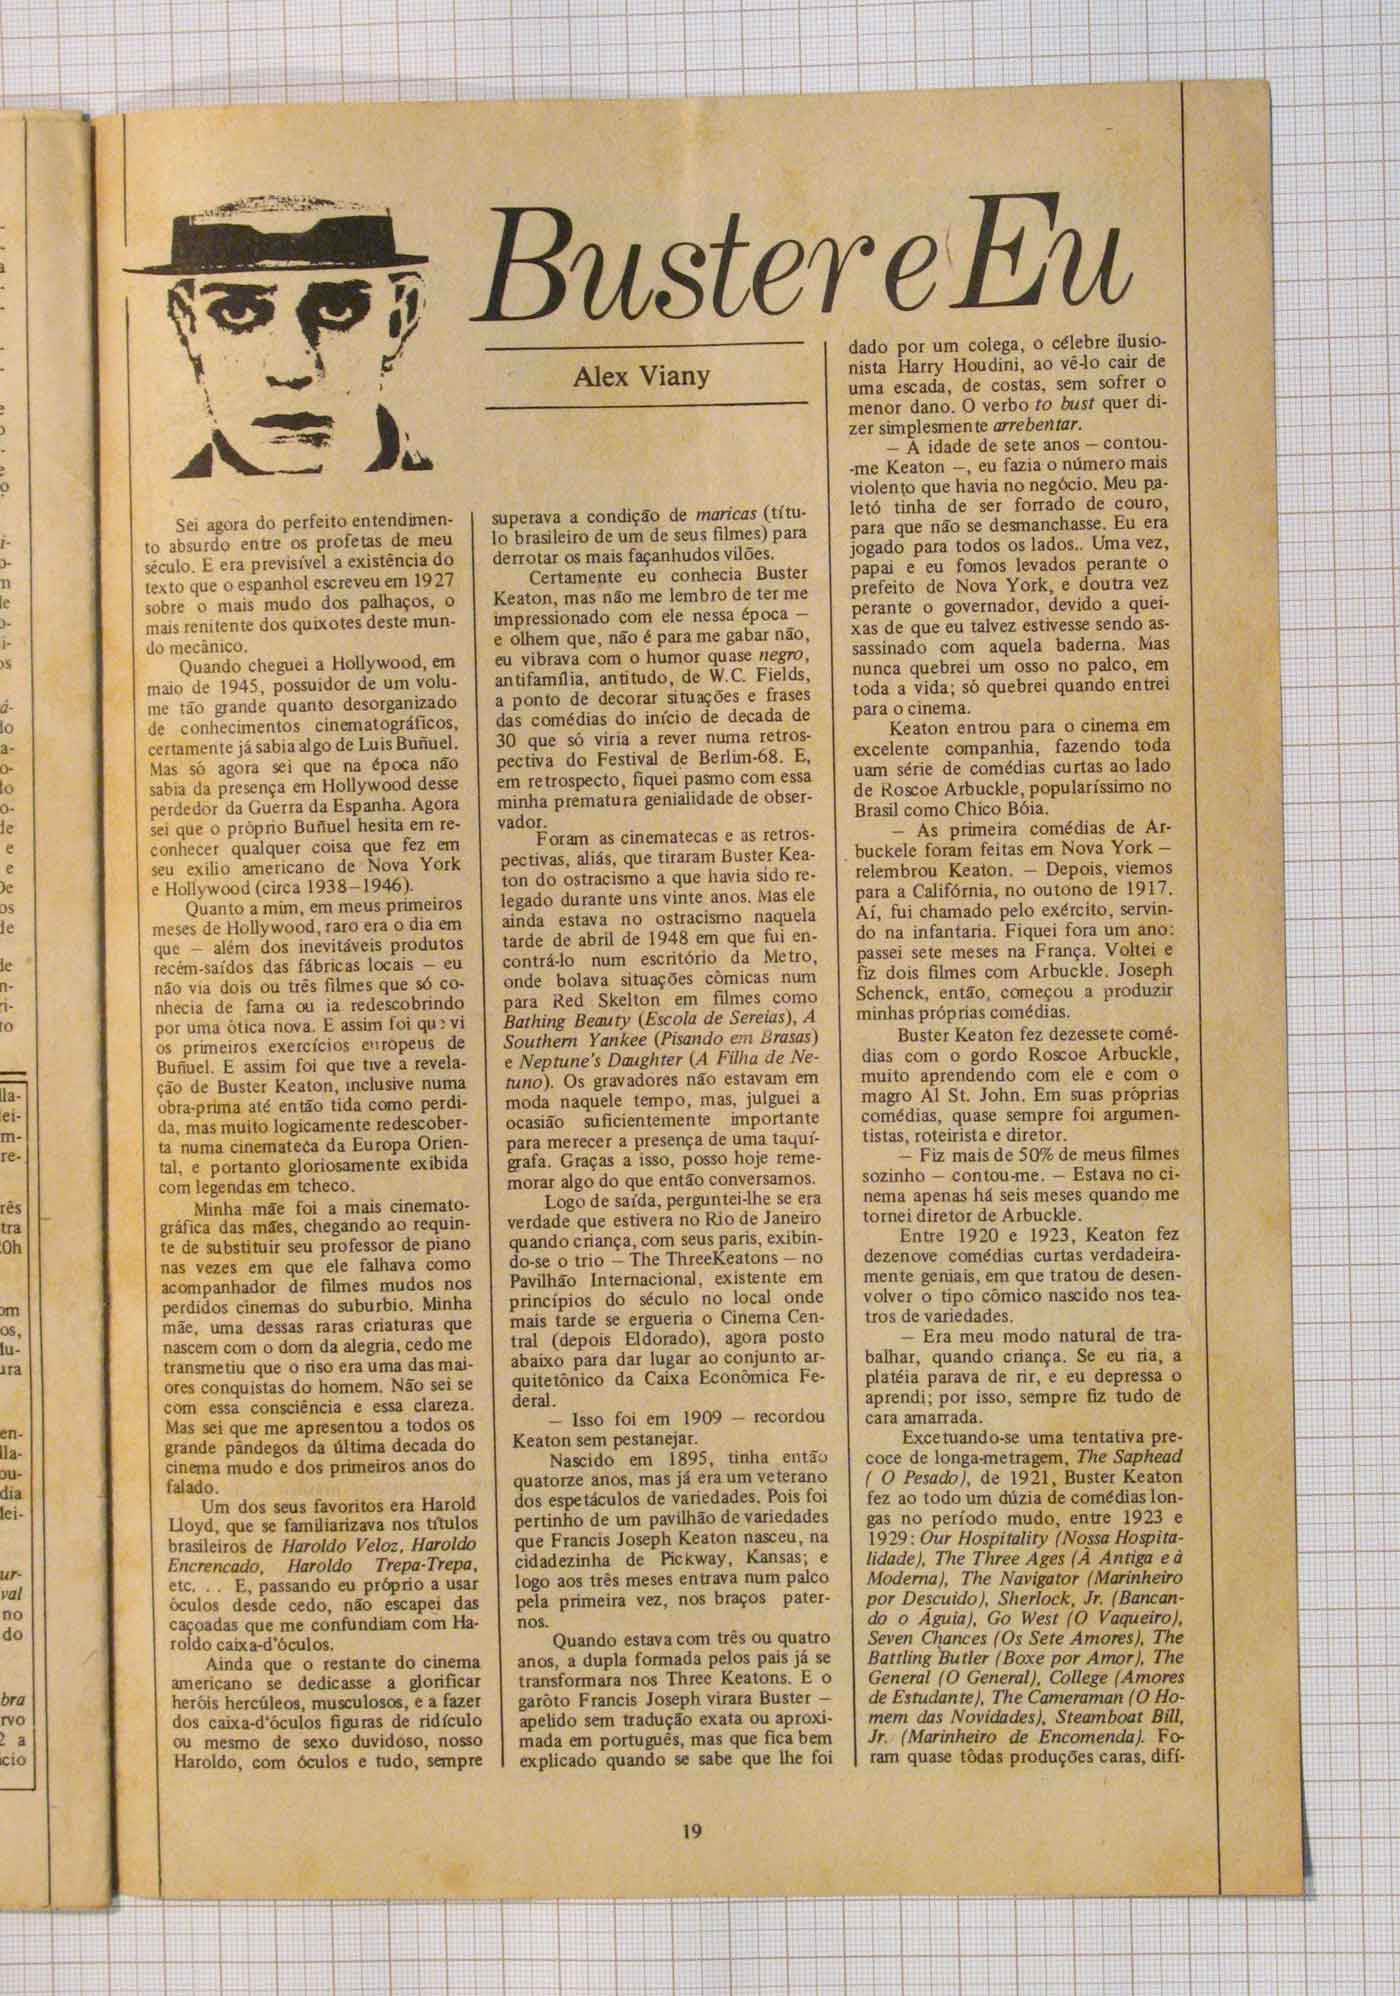 Buster e Eu
Alex Viany
Sei agora do perfeito entendimen-
to absurdo entre os profetas de meu
século. E era previsível a existência do
texto que o espanhol escreveu em 1927
sobre o mais mudo dos palhaços, o
mais renitente dos quixotes deste mun-
do mecânico.
Quando cheguei a Hollywood, em
maio de 1945, possuidor de um volu-
me tão grande quanto desorganizado
de conhecimentos cinematográficos,
certamente já sabia algo de Luis Buñuel.
Mas só agora sei que na época não
sabia da presença em Hollywood desse
perdedor da Guerra da Espanha. Agora
sei que o próprio Buñuel hesita em re-
conhecer qualquer coisa que fez em
seu exílio americano de Nova York
e Hollywood (circa 1938–1946).
Quanto a mim, em meus primeiros
meses de Hollywood, raro era o dia em
que — além dos inevitáveis produtos
recém-saídos das fábricas locais — eu
não via dois ou três filmes que só co-
nhecia de fama ou ia redescobrindo
por uma ótica nova. E assim foi que vi
os primeiros exercícios europeus de
Buñuel. E assim foi que tive a revela-
ção de Buster Keaton, inclusive numa
obra-prima até então tida como perdi-
da, mas muito logicamente redescober-
ta numa cinemateca da Europa Orien-
tal, e portanto gloriosamente exibida
com legendas em tcheco.
Minha mãe foi a mais cinemato-
gráfica das mães, chegando ao requin-
te de substituir seu professor de piano
nas vezes em que ele falhava como
acompanhador de filmes mudos nos
perdidos cinemas do suburbio. Minha
mãe, uma dessas raras criaturas que
nascem com o dom da alegria, cedo me
transmetiu que o riso era uma das mai-
ores conquistas do homem. Não sei se
com essa consciência e essa clareza.
Mas sei que me apresentou a todos os
grande pândegos da última decada do
cinema mudo e dos primeiros anos do
falado.
Um dos seus favoritos era Harold
Lloyd, que se familiarizava nos títulos
brasileiros de Haroldo Veloz, Haroldo
Encrencado, Haroldo Trepa-Trepa,
etc. . . E, passando eu próprio a usar
óculos desde cedo, não escapei das
caçoadas que me confundiam com Ha-
roldo caixa-d'óculos.
Ainda que o restante do cinema
americano se dedicasse a glorificar
heróis hercúleos, musculosos, e a fazer
dos caixa-d'óculos figuras de ridículo
ou mesmo de sexo duvidoso, nosso
Haroldo, com óculos e tudo, sempre
superava a condição de maricas (títu-
lo brasileiro de um de seus filmes) para
derrotar os mais façanhudos vilões.
Certamente eu conhecia Buster
Keaton, mas não me lembro de ter me
impressionado com ele nessa época —
e olhem que, não é para me gabar não,
eu vibrava com o humor quase negro,
antifamília, antitudo, de W.C. Fields,
a ponto de decorar situações e frases
das comédias do início de decada de
30 que só viria a rever numa retros-
pectiva do Festival de Berlim-68. E,
em retrospecto, fiquei pasmo com essa
minha prematura genialidade de obser-
vador.
Foram as cinematecas e as retros-
pectivas, aliás, que tiraram Buster Kea-
ton do ostracismo a que havia sido re-
legado durante uns vinte anos. Mas ele
ainda estava no ostracismo naquela
tarde de abril de 1948 em que fui en-
contrá-lo num escritório da Metro,
onde bolava situações cômicas num
para Red Skelton em filmes como
Bathing Beauty (Escola de Sereias), A
Southern Yankee (Pisando em Brasas)
e Neptune's Daughter (A Filha de Ne-
tuno). Os gravadores não estavam em
moda naquele tempo, mas, julguei a
ocasião suficientemente importante
para merecer a presença de uma taquí-
grafa. Graças a isso, posso hoje reme-
morar algo do que então conversamos.
Logo de saída, perguntei-lhe se era
verdade que estivera no Rio de Janeiro
quando criança, com seus paris, exibin-
do-se o trio — The ThreeKeatons — no
Pavilhão Internacional, existente em
princípios do século no local onde
mais tarde se ergueria o Cinema Cen-
tral (depois Eldorado), agora posto
abaixo para dar lugar ao conjunto ar-
quitetônico da Caixa Econômica Fe-
deral.
— Isso foi em 1909 — recordou
Keaton sem pestanejar.
Nascido em 1895, tinha então
quatorze anos, mas já era um veterano
dos espetáculos de variedades. Pois foi
pertinho de um pavilhão de variedades
que Francis Joseph Keaton nasceu, na
cidadezinha de Pickway, Kansas; e
logo aos três meses entrava num palco
pela primeira vez, nos braços pater-
nos.
Quando estava com três ou quatro
anos, a dupla formada pelos pais já se
transformara nos Three Keatons. E o
garôto Francis Joseph virara Buster —
apelido sem tradução exata ou aproxi-
mada em português, mas que fica bem
explicado quando se sabe que lhe foi
dado por um colega, o célebre ilusio-
nista Harry Houdini, ao vê-lo cair de
uma escada, de costas, sem sofrer o
menor dano. O verbo to bust quer di-
zer simplesmente arrebentar.
— A idade de sete anos — contou-
-me Keaton —, eu fazia o número mais
violento que havia no negócio. Meu pa-
letó tinha de ser forrado de couro,
para que não se desmanchasse. Eu era
jogado para todos os lados.. Uma vez,
papai e eu fomos levados perante o
prefeito de Nova York, e doutra vez
perante o governador, devido a quei-
xas de que eu talvez estivesse sendo as-
sassinado com aquela baderna. Mas
nunca quebrei um osso no palco, em
toda a vida; só quebrei quando entrei
para o cinema.
Keaton entrou para o cinema em
excelente companhia, fazendo toda
uam série de comédias curtas ao lado
de Roscoe Arbuckle, popularíssimo no
Brasil como Chico Bóia.
— As primeira comédias de Ar-
buckele foram feitas em Nova York —
relembrou Keaton. — Depois, viemos
para a Califórnia, no outono de 1917.
Aí, fui chamado pelo exército, servin-
do na infantaria. Fiquei fora um ano:
passei sete meses na França. Voltei e
fiz dois filmes com Arbuckle. Joseph
Schenck, então, começou a produzir
minhas próprias comédias.
Buster Keaton fez dezessete comé-
dias com o gordo Roscoe Arbuckle,
muito aprendendo com ele e com o
magro Al St. John. Em suas próprias
comédias, quase sempre foi argumen-
tistas, roteirista e diretor.
— Fiz mais de 50% de meus filmes
sozinho — contou-me. — Estava no ci-
nema apenas há seis meses quando me
tornei diretor de Arbuckle.
Entre 1920 e 1923, Keaton fez
dezenove comédias curtas verdadeira-
mente geniais, em que tratou de desen-
volver o tipo cômico nascido nos tea-
tros de variedades.
— Era meu modo natural de tra-
balhar, quando criança. Se eu ria, a
platéia parava de rir, e eu depressa o
aprendi; por isso, sempre fiz tudo de
cara amarrada.
Excetuando-se uma tentativa pre-
coce de longa-metragem, The Saphead
( O Pesado), de 1921, Buster Keaton
fez ao todo um dúzia de comédias lon-
gas no período mudo, entre 1923 e
1929: Our Hospitality (Nossa Hospita-
lidade), The Three Ages (À Antiga e à
Moderna), The Navigator (Marinheiro
por Descuido), Sherlock, Jr. (Bancan-
do o Águia), Go West (O Vaqueiro),
Seven Chances (Os Sete Amores), The
Battling Butler (Boxe por Amor), The
General (O General), College (Amores
de Estudante), The Cameraman (O Ho-
mem das Novidades), Steamboat Bill,
Jr. (Marinheiro de Encomenda). Fo-
ram quase tôdas produções caras, difí-
19